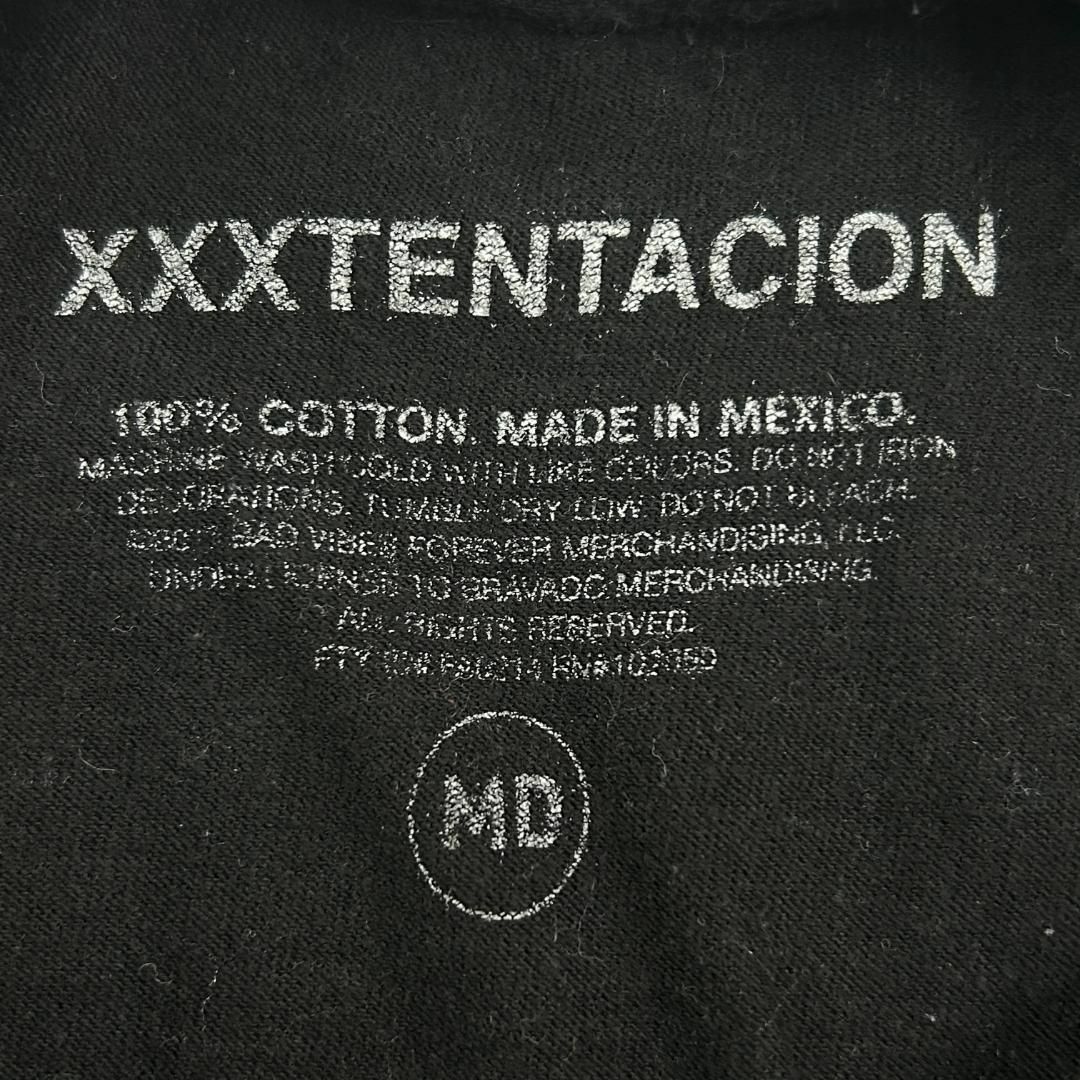 XXXTENTACION
100% COTTON. MADE IN MEXICO.
MACHINE WASH COLD WITH LIKE COLORS. DO NOT IRON
DECORATIONS. TUMBLE DRY LOW. DO NOT BLEACH.
BAD VIBES FOREVER MERCHANDISING, LLC.
UNDER LICENSE TO BRAVADO MERCHANDISING.
ALL RIGHTS RESERVED.
MD